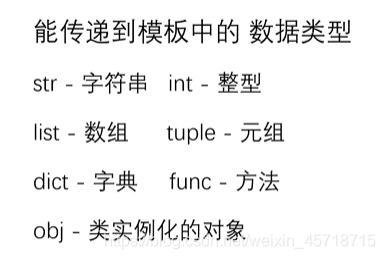 能传递到模板中的 数据类型
str - 字符串 int - 整型
list - 数组 tuple - 元组
dict - 字典 func - 方法
obj - 类实例化的对象
https://blog.csdn.net/weixin_45718715